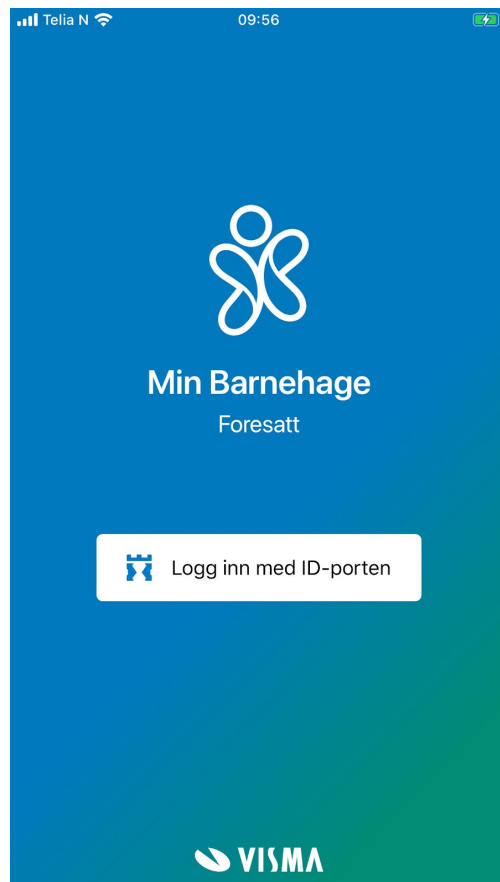 Telia N 09:56
Min Barnehage
Foresatt
Logg inn med ID-porten
VISMA